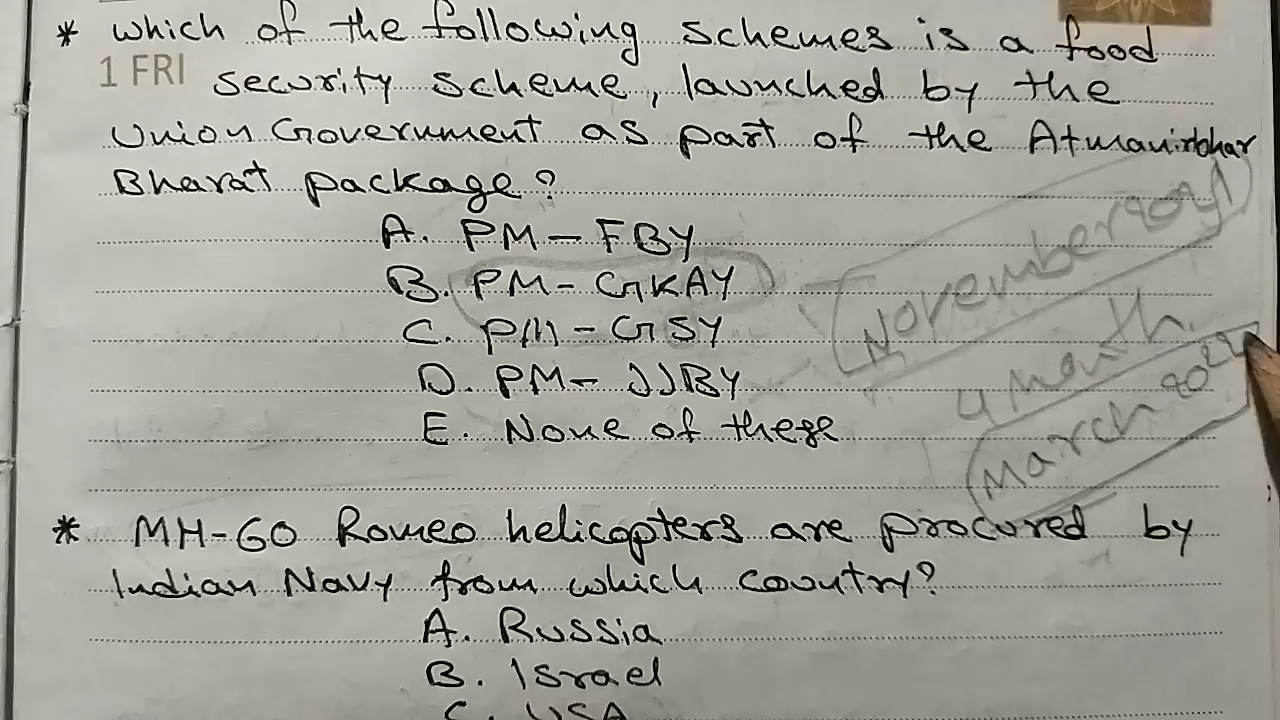 * Which of the following schemes is a food
1 FRI
security scheme, launched by the
Union Government as part of the Atmanirbhar
Bharat package?
A. PM - FBY
B. PM - GKAY
C. PM - GSY
D. PM - JJBY
E. None of these
November 2021
4 Month
March 2022
* MH-60 Romeo helicopters are procured by
Indian Navy from which country?
A. Russia
B. Israel
C. USA